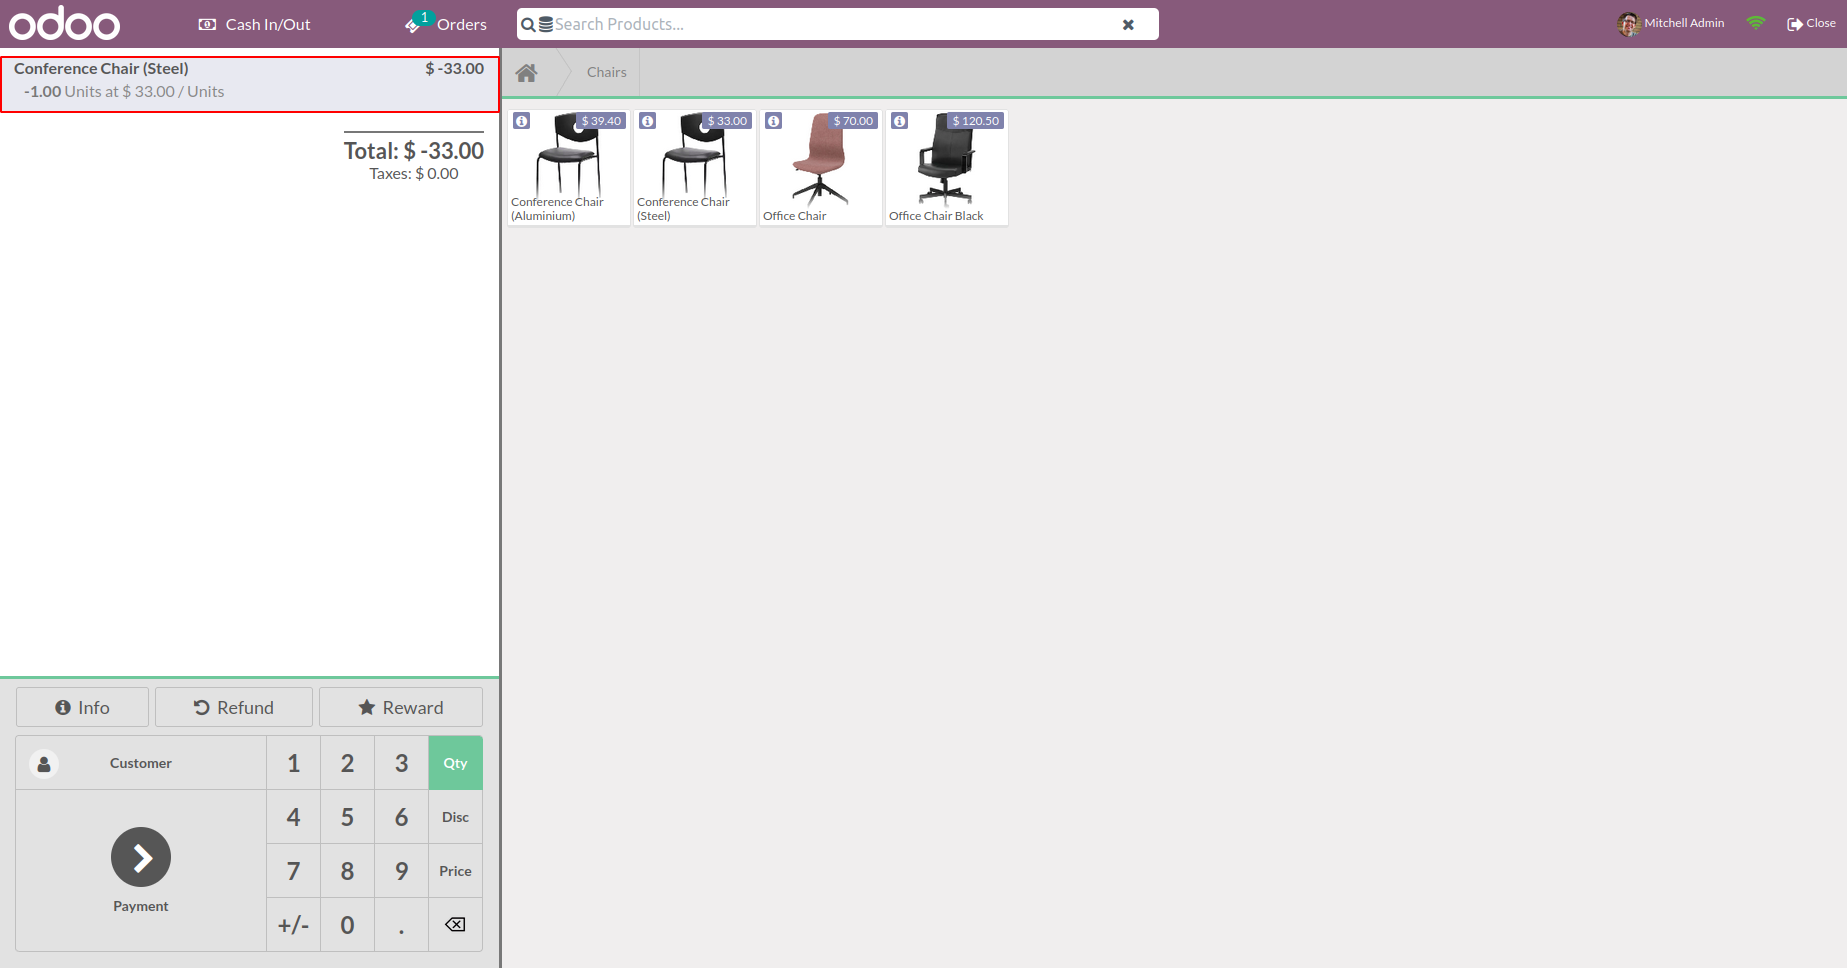 odoo
Cash In/Out
1
Orders
Search Products...
Mitchell Admin
Close
Conference Chair (Steel) $ -33.00
-1.00 Units at $ 33.00 / Units
Total: $ -33.00
Taxes: $ 0.00
Chairs
$ 39.40
Conference Chair
(Aluminium)
$ 33.00
Conference Chair
(Steel)
$ 70.00
Office Chair
$ 120.50
Office Chair Black
Info
Refund
Reward
Customer
1 2 3 Qty
4 5 6 Disc
7 8 9 Price
Payment
+/- 0 .